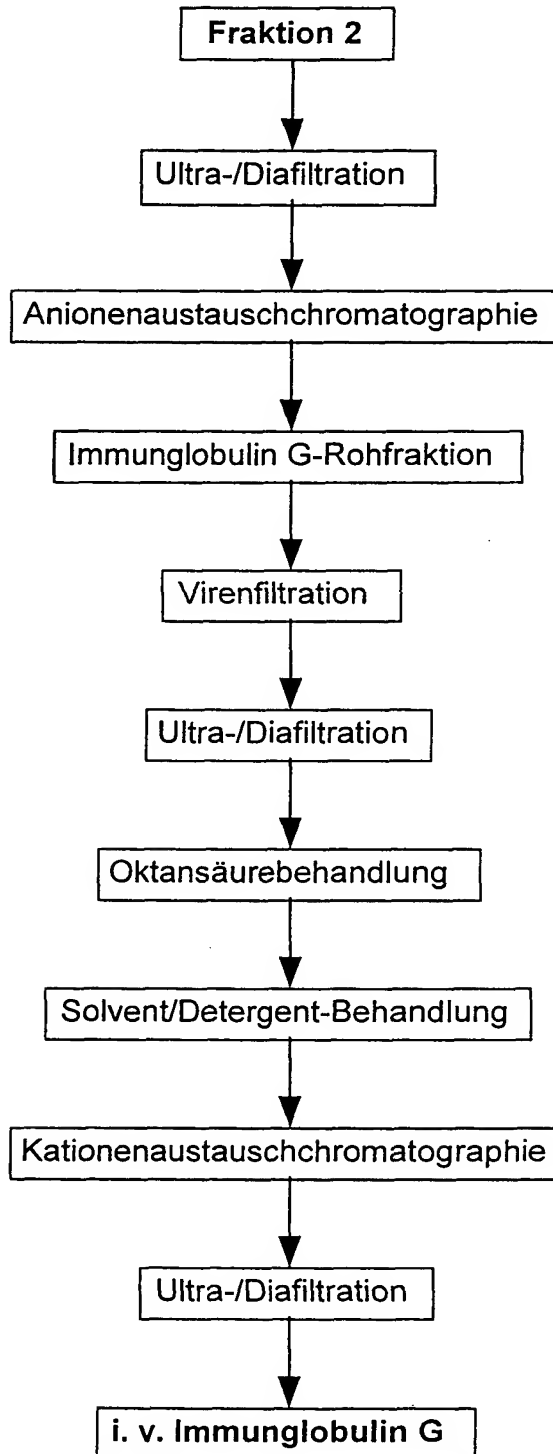 Fraktion 2
Ultra-/Diafiltration
Anionenaustauschchromatographie
Immunglobulin G-Rohfraktion
Virenfiltration
Ultra-/Diafiltration
Oktansäurebehandlung
Solvent/Detergent-Behandlung
Kationenaustauschchromatographie
Ultra-/Diafiltration
i. v. Immunglobulin G